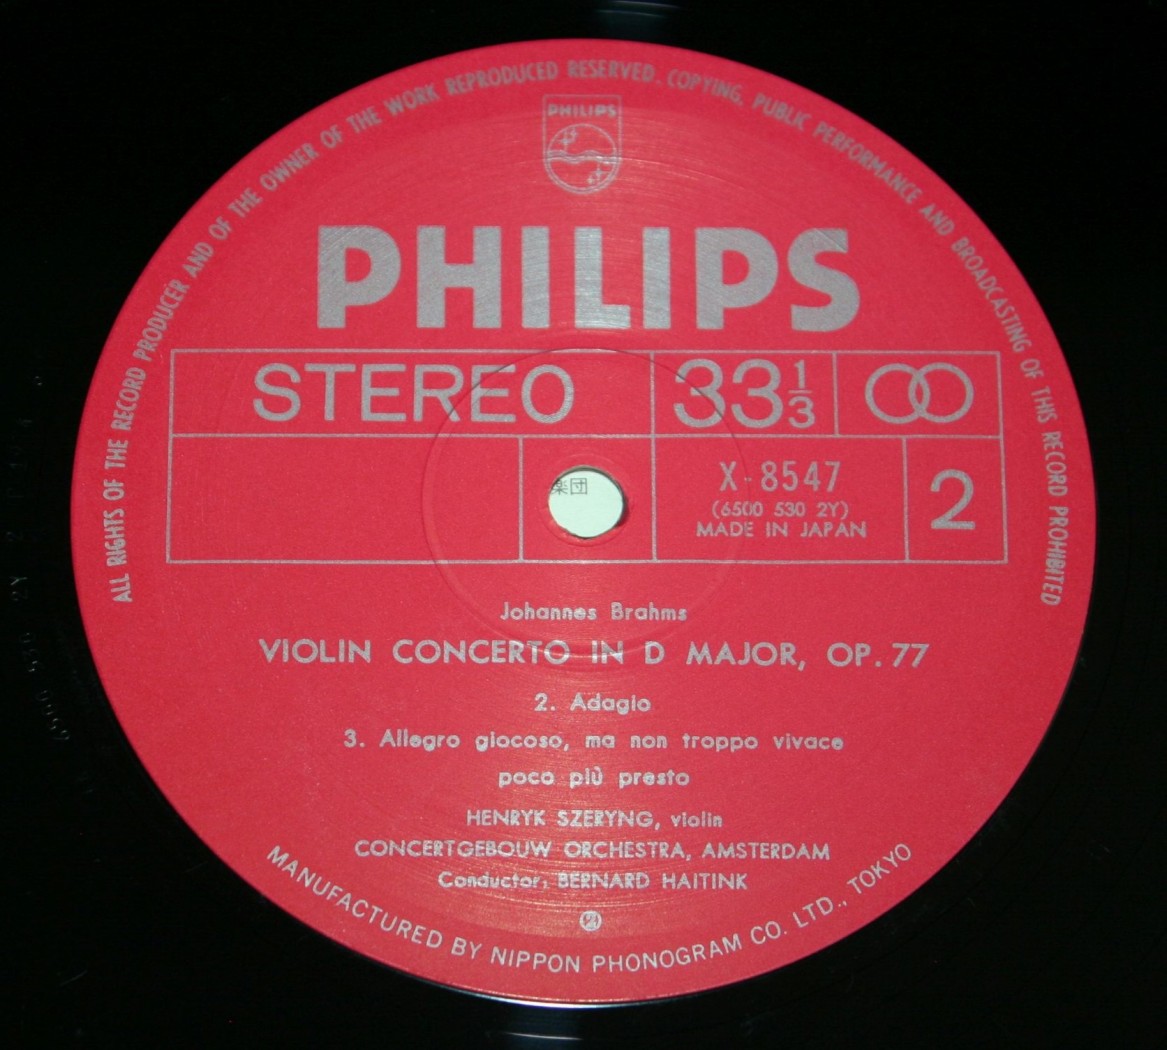 ALL RIGHTS OF THE RECORD PRODUCER AND OF THE OWNER OF THE WORK REPRODUCED RESERVED. COPYING, PUBLIC PERFORMANCE AND BROADCASTING OF THIS RECORD PROHIBITED
PHILIPS
PHILIPS
STEREO
33 1/3
X-8547
(6500 530 2Y)
MADE IN JAPAN
2
楽団
Johannes Brahms
VIOLIN CONCERTO IN D MAJOR, OP. 77
2. Adagio
3. Allegro giocoso, ma non troppo vivace
poco più presto
HENRYK SZERYNG, violin
CONCERTGEBOUW ORCHESTRA, AMSTERDAM
Conductor: BERNARD HAITINK
MANUFACTURED BY NIPPON PHONOGRAM CO. LTD., TOKYO